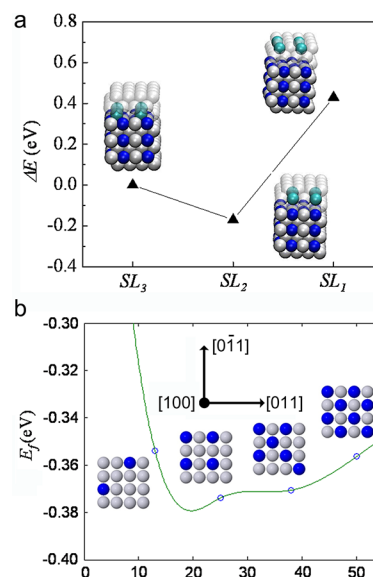 a
0.8
0.6
0.4
0.2
0.0
-0.2
-0.4
ΔE (eV)
SL3 SL2 SL1
b
-0.30
-0.32
-0.34
-0.36
-0.38
-0.40
Ef(eV)
[01̄1]
[100] [011]
0 10 20 30 40 50